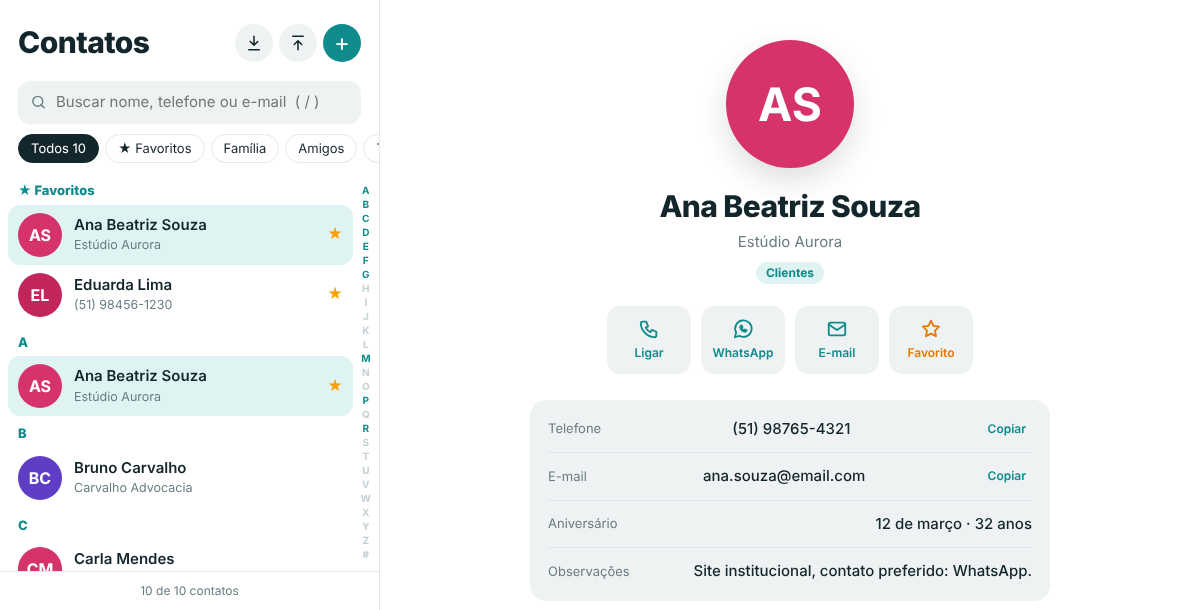 Contatos
Buscar nome, telefone ou e-mail ( / )
Todos 10
★ Favoritos
Família
Amigos
★ Favoritos
AS
Ana Beatriz Souza
Estúdio Aurora
★
EL
Eduarda Lima
(51) 98456-1230
★
A
AS
Ana Beatriz Souza
Estúdio Aurora
★
B
BC
Bruno Carvalho
Carvalho Advocacia
C
CM
Carla Mendes
10 de 10 contatos
A
B
C
D
E
F
G
H
I
J
K
L
M
N
O
P
Q
R
S
T
U
V
W
X
Y
Z
#
AS
Ana Beatriz Souza
Estúdio Aurora
Clientes
Ligar
WhatsApp
E-mail
Favorito
Telefone
(51) 98765-4321
Copiar
E-mail
ana.souza@email.com
Copiar
Aniversário
12 de março · 32 anos
Observações
Site institucional, contato preferido: WhatsApp.